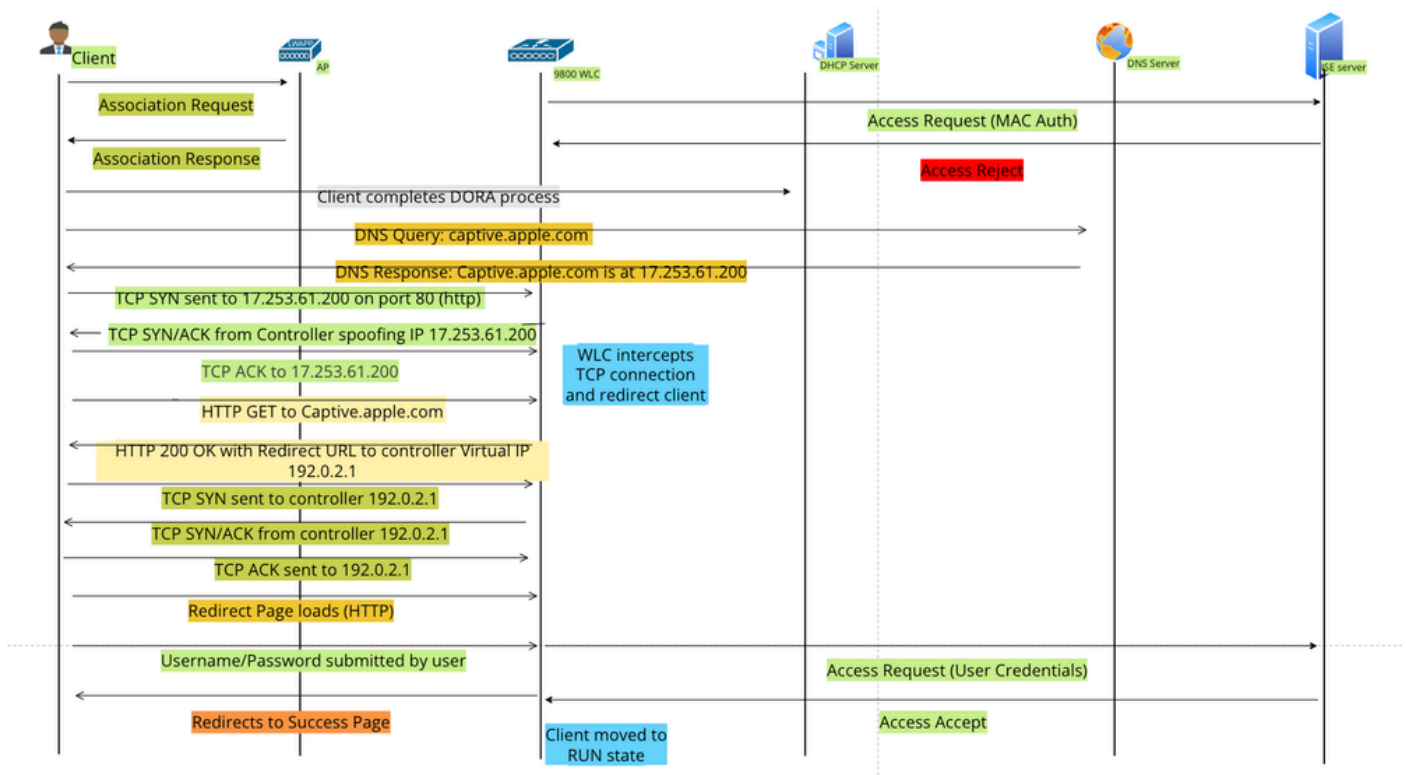 LWAPP
Client
AP
9800 WLC
DHCP Server
DNS Server
SE server
Association Request
Access Request (MAC Auth)
Association Response
Access Reject
Client completes DORA process
DNS Query: captive.apple.com
DNS Response: Captive.apple.com is at 17.253.61.200
TCP SYN sent to 17.253.61.200 on port 80 (http)
TCP SYN/ACK from Controller spoofing IP 17.253.61.200
WLC intercepts
TCP connection
and redirect client
TCP ACK to 17.253.61.200
HTTP GET to Captive.apple.com
HTTP 200 OK with Redirect URL to controller Virtual IP
192.0.2.1
TCP SYN sent to controller 192.0.2.1
TCP SYN/ACK from controller 192.0.2.1
TCP ACK sent to 192.0.2.1
Redirect Page loads (HTTP)
Username/Password submitted by user
Access Request (User Credentials)
Redirects to Success Page
Access Accept
Client moved to
RUN state